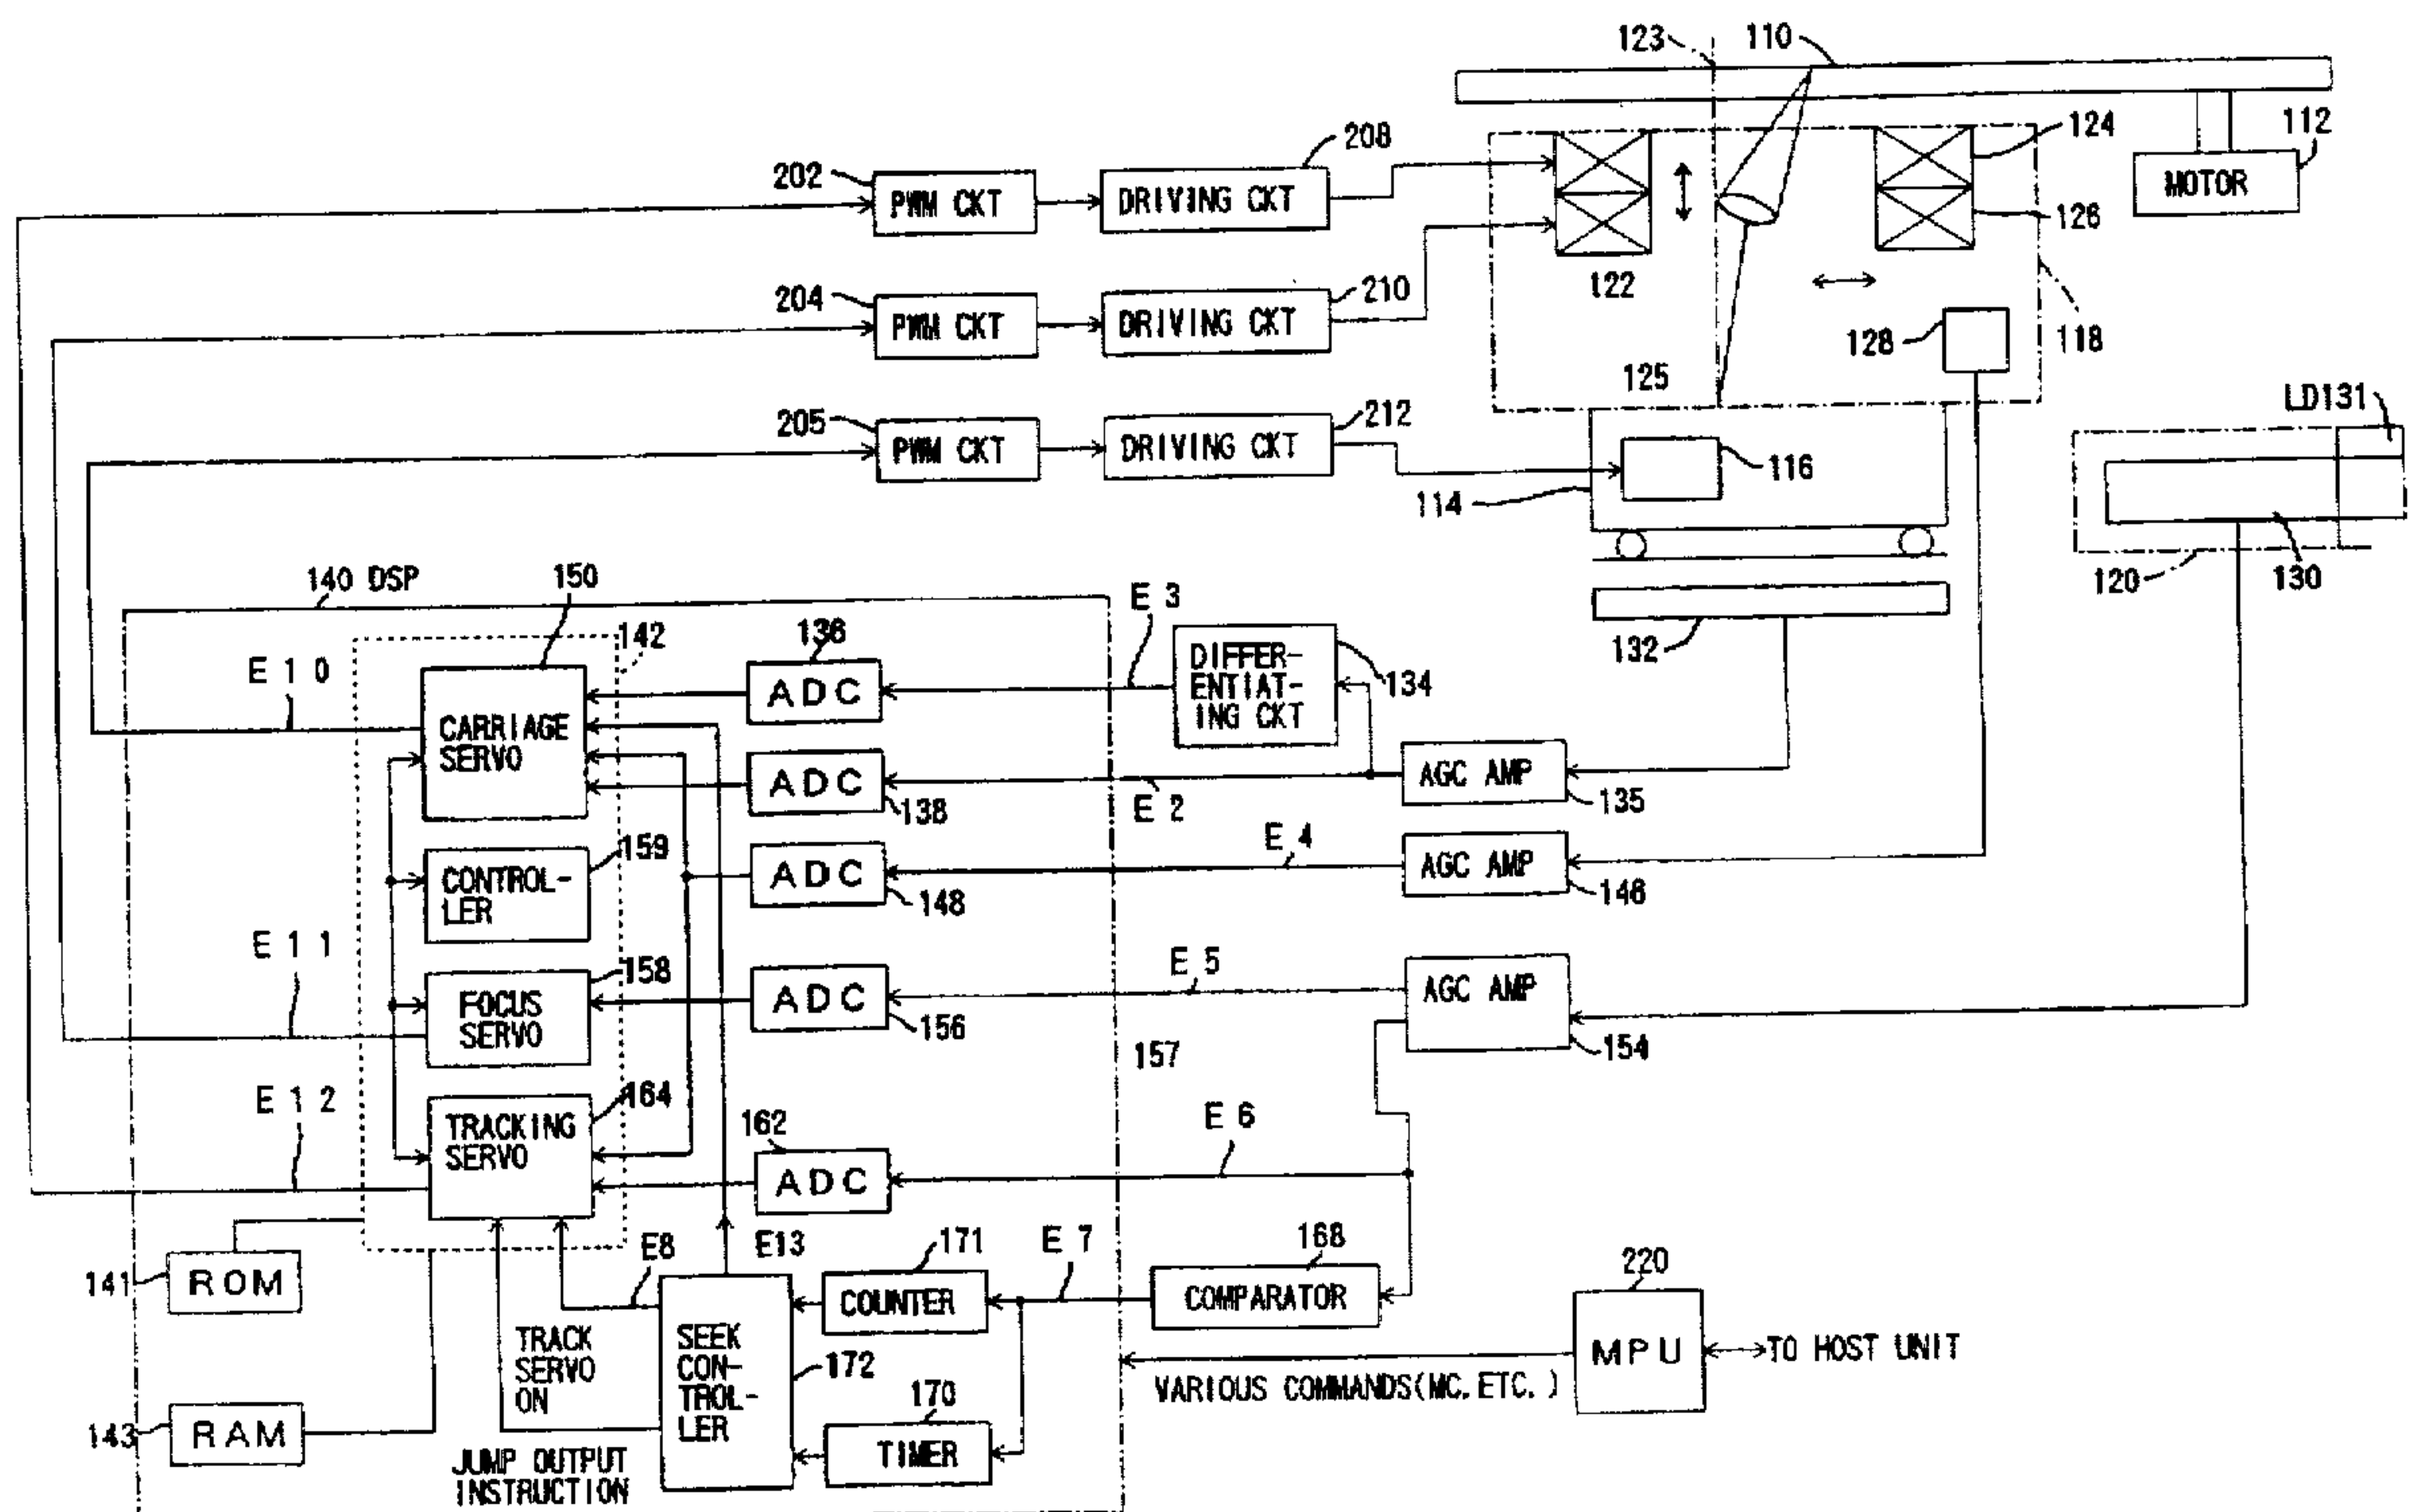 123
110
208
124
112
202
PWM CKT
DRIVING CKT
MOTOR
126
204
210
122
PWM CKT
DRIVING CKT
128
118
125
LD131
205
212
PWM CKT
DRIVING CKT
116
114
120
130
140 DSP
150
142
136
E 3
132
DIFFER-
ENTIAT-
ING CKT
134
E 1 0
ADC
CARRIAGE
SERVO
ADC
138
E 2
AGC AMP
135
159
CONTROL-
LER
ADC
148
E 4
AGC AMP
146
E 1 1
158
FOCUS
SERVO
ADC
156
E 5
AGC AMP
154
157
E 1 2
164
TRACKING
SERVO
162
ADC
E 6
E8
E13
171
E 7
168
220
141
ROM
COUNTER
COMPARATOR
TRACK
SERVO
ON
SEEK
CON-
TROL-
LER
172
MPU
TO HOST UNIT
VARIOUS COMMANDS(MC.ETC.)
170
143
RAM
TIMER
JUMP OUTPUT
INSTRUCTION